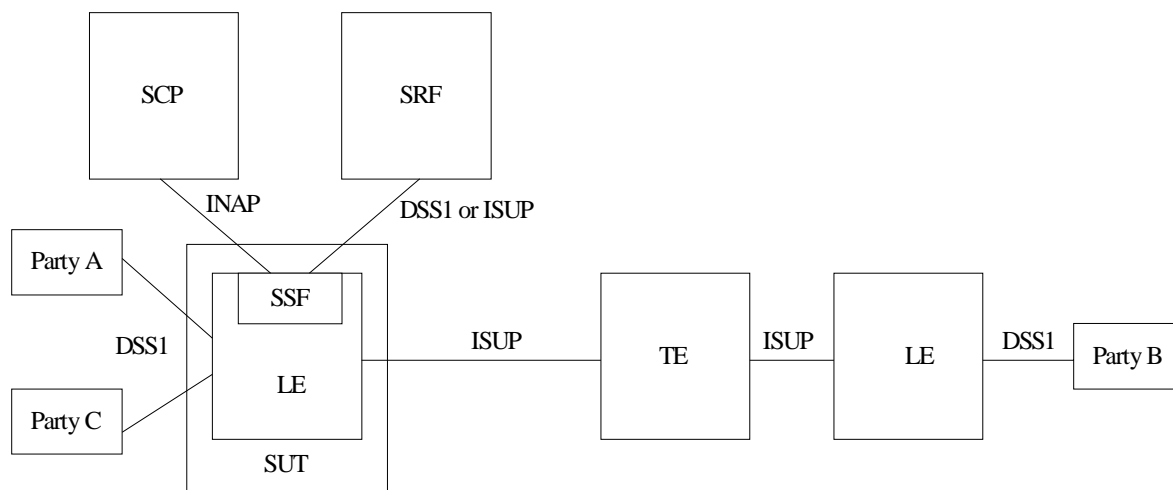 SCP
SRF
INAP
DSS1 or ISUP
Party A
SSF
DSS1
ISUP
TE
ISUP
LE
DSS1
Party B
LE
Party C
SUT